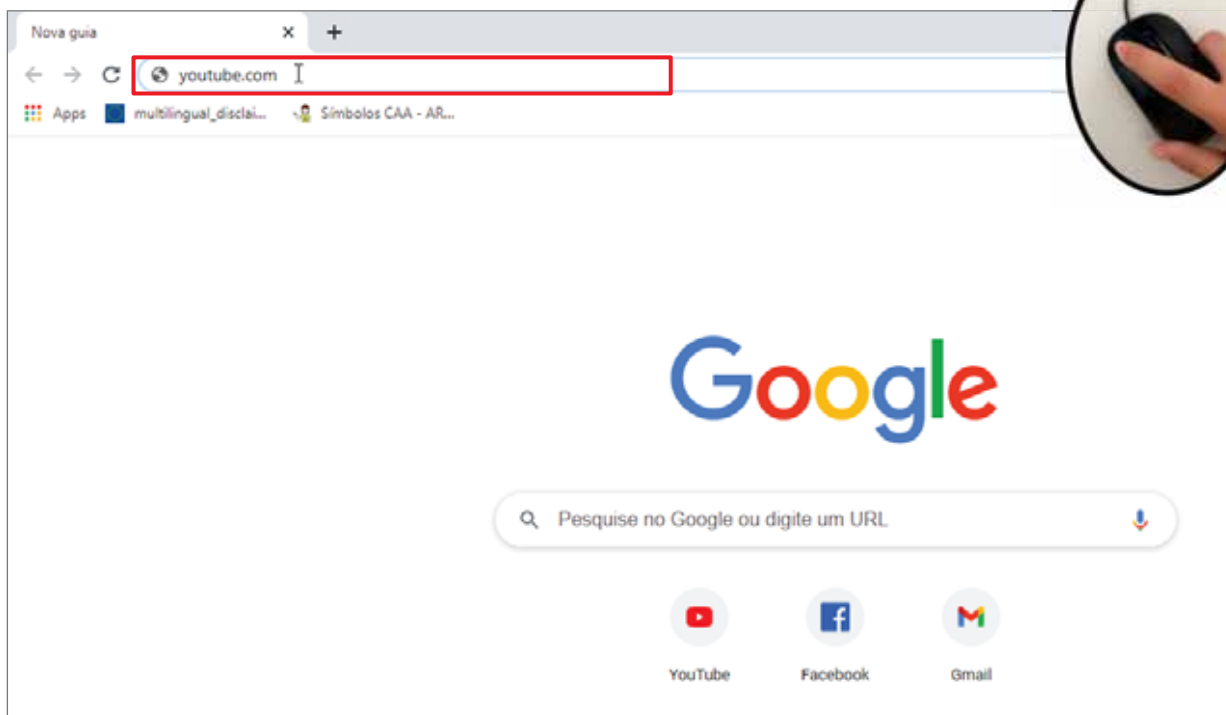 Nova guia
youtube.com
Apps multilingual_disclai... Símbolos CAA - AR...
Google
Pesquise no Google ou digite um URL
YouTube Facebook Gmail